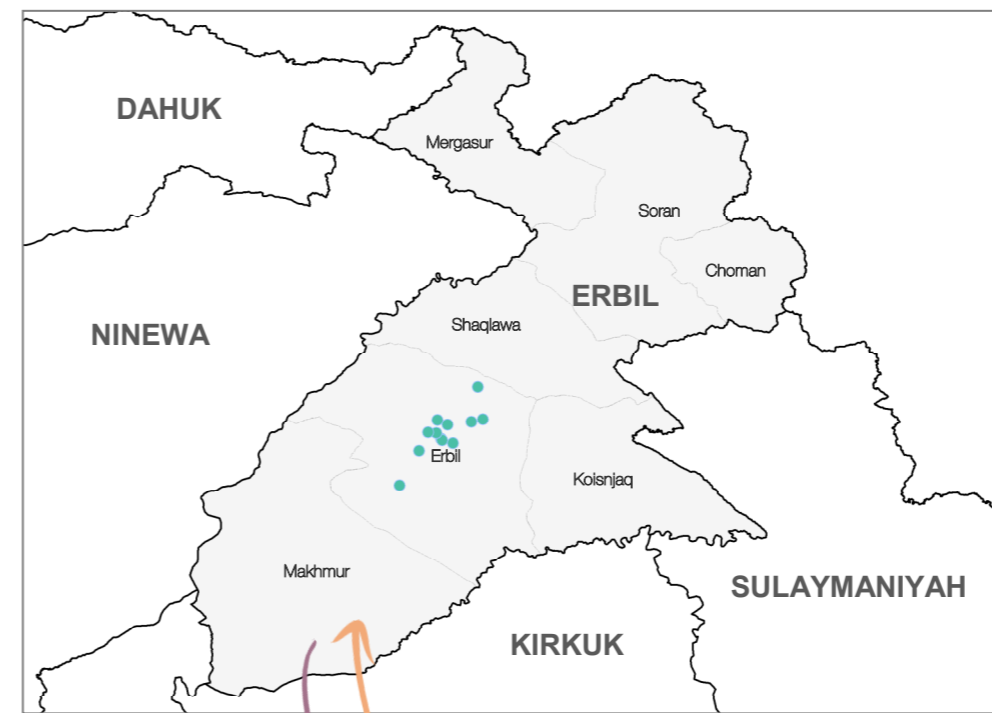 DAHUK
Mergasur
Soran
Choman
ERBIL
Shaqlawa
NINEWA
Erbil
Koisnjaq
Makhmur
SULAYMANIYAH
KIRKUK